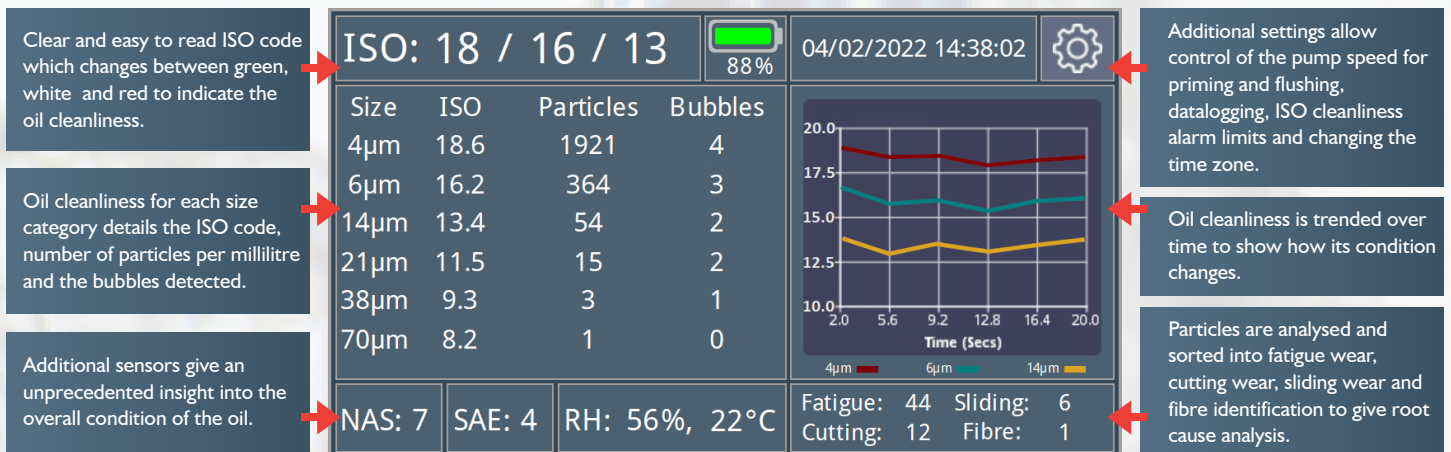 Clear and easy to read ISO code
which changes between green,
white and red to indicate the
oil cleanliness.
Oil cleanliness for each size
category details the ISO code,
number of particles per millilitre
and the bubbles detected.
Additional sensors give an
unprecedented insight into the
overall condition of the oil.
ISO: 18 / 16 / 13
88%
04/02/2022 14:38:02
Size ISO Particles Bubbles
4µm 18.6 1921 4
6µm 16.2 364 3
14µm 13.4 54 2
21µm 11.5 15 2
38µm 9.3 3 1
70µm 8.2 1 0
20.0
17.5
15.0
12.5
10.0
2.0 5.6 9.2 12.8 16.4 20.0
Time (Secs)
4µm 6µm 14µm
NAS: 7
SAE: 4
RH: 56%, 22°C
Fatigue: 44 Sliding: 6
Cutting: 12 Fibre: 1
Additional settings allow
control of the pump speed for
priming and flushing,
datalogging, ISO cleanliness
alarm limits and changing the
time zone.
Oil cleanliness is trended over
time to show how its condition
changes.
Particles are analysed and
sorted into fatigue wear,
cutting wear, sliding wear and
fibre identification to give root
cause analysis.